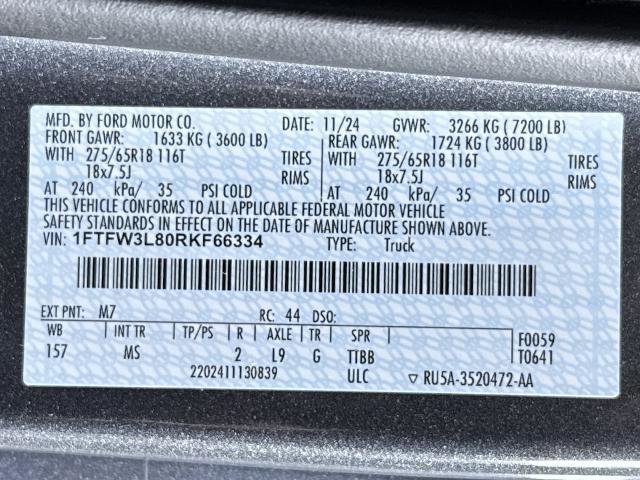 MFD. BY FORD MOTOR CO. DATE: 11/24 GVWR: 3266 KG ( 7200 LB)
FRONT GAWR: 1633 KG ( 3600 LB) REAR GAWR: 1724 KG ( 3800 LB)
WITH 275/65R18 116T TIRES WITH 275/65R18 116T TIRES
18x7.5J RIMS 18x7.5J RIMS
AT 240 kPa/ 35 PSI COLD AT 240 kPa/ 35 PSI COLD
THIS VEHICLE CONFORMS TO ALL APPLICABLE FEDERAL MOTOR VEHICLE
SAFETY STANDARDS IN EFFECT ON THE DATE OF MANUFACTURE SHOWN ABOVE.
VIN: 1FTFW3L80RKF66334 TYPE: Truck
EXT PNT: M7 RC: 44 DSO:
WB INT TR TP/PS R AXLE TR SPR F0059
157 MS 2 L9 G TTBB T0641
2202411130839 ULC ▽ RU5A-3520472-AA